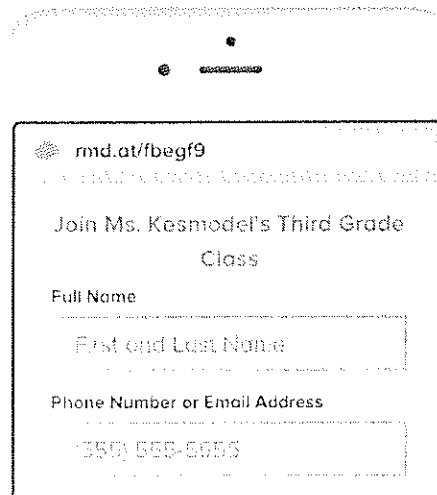 rmd.at/fbegf9
Join Ms. Kesmodel's Third Grade
Class
Full Name
First and Last Name
Phone Number or Email Address
(555) 555-5555